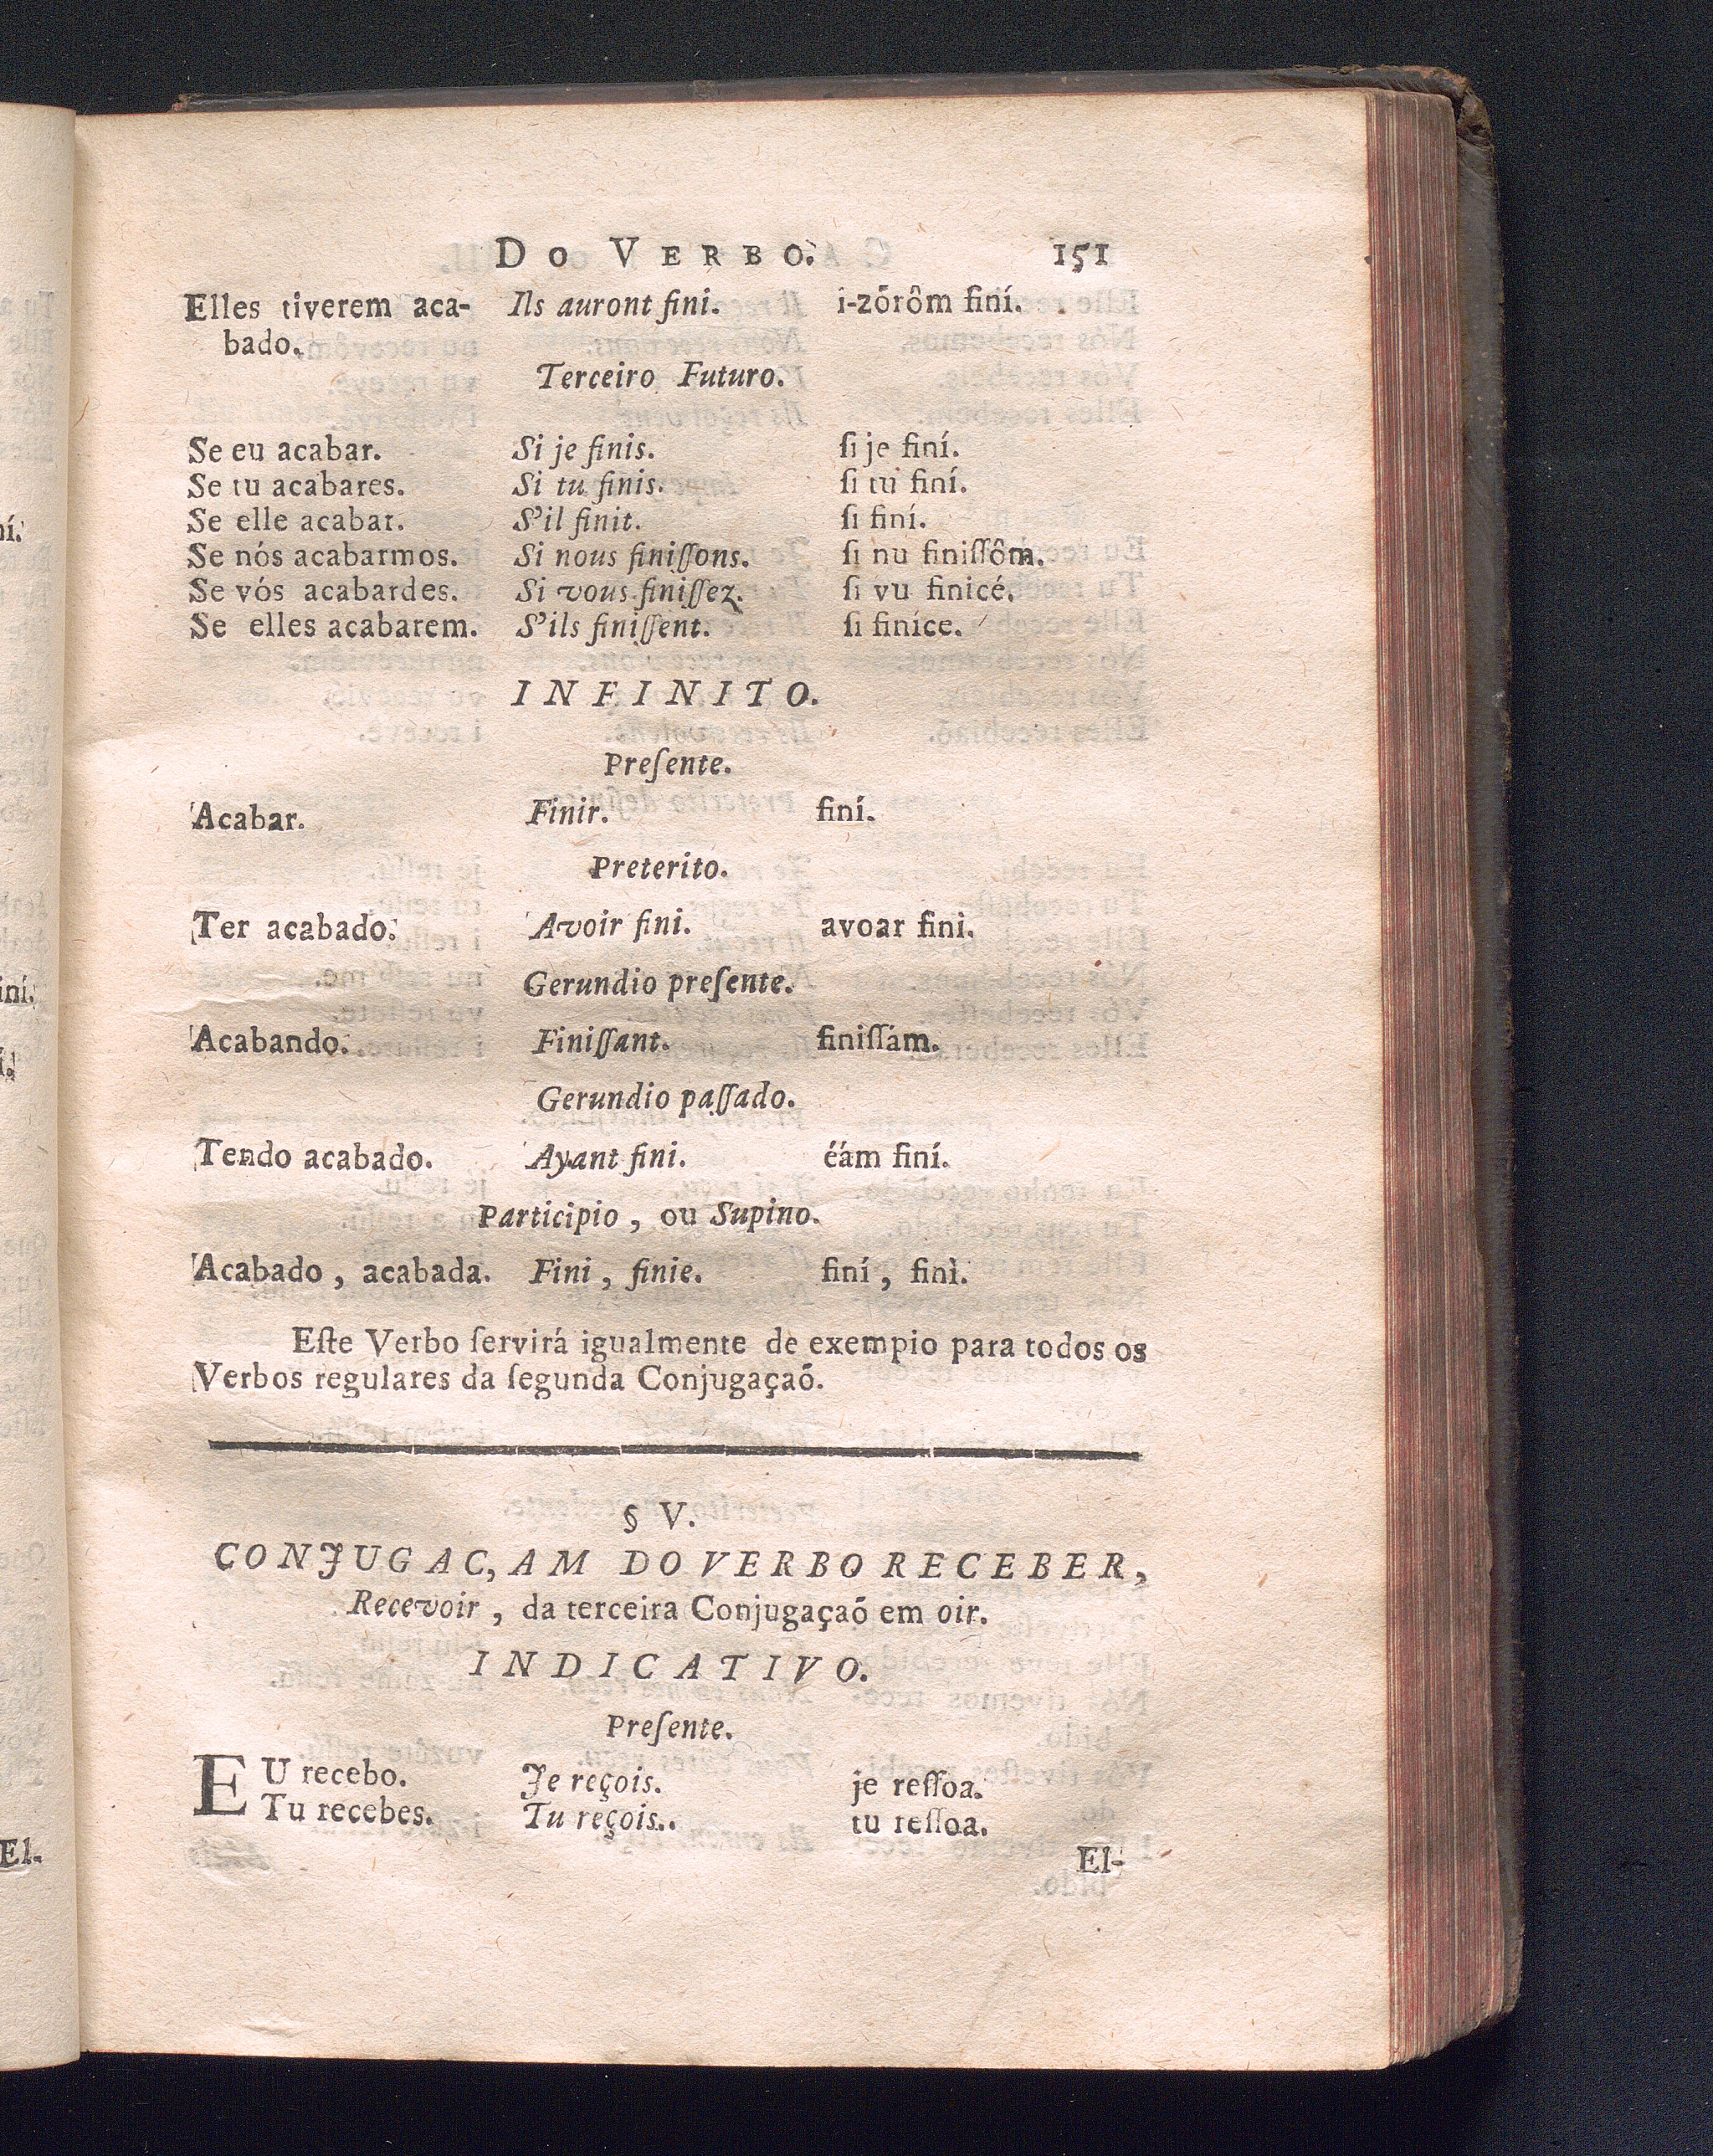 DO VERBO. 151
Elles tiverem aca- Ils auront fini. i-zõrôm finí.
bado.
Terceiro Futuro.
Se eu acabar. Si je finis. ſi je finí.
Se tu acabares. Si tu finis. ſi tu finí.
Se elle acabar. S'il finit. ſi finí.
Se nós acabarmos. Si nous finiſſons. ſi nu finiſſôm.
Se vós acabardes. Si vous finiſſez. ſi vu finicé.
Se elles acabarem. S'ils finiſſent. ſi finíce.
INFINITO.
Preſente.
Acabar. Finir. finí.
Preterito.
Ter acabado. Avoir fini. avoar fini.
Gerundio preſente.
Acabando. Finiſſant. finiſſám.
Gerundio paſſado.
Tendo acabado. Ayant fini. éám finí.
Participio, ou Supino.
Acabado, acabada. Fini, finie. finí, finì.
Eſte Verbo ſervirá igualmente de exempio para todos os
Verbos regulares da ſegunda Conjugaçaõ.
§ V.
CONJUGAC,AM DO VERBO RECEBER,
Recevoir, da terceira Conjugaçaõ em oir.
INDICATIVO.
Preſente.
EU recebo. Je reçois. je reſſoa.
Tu recebes. Tu reçois.. tu reſſoa.
El-
El-